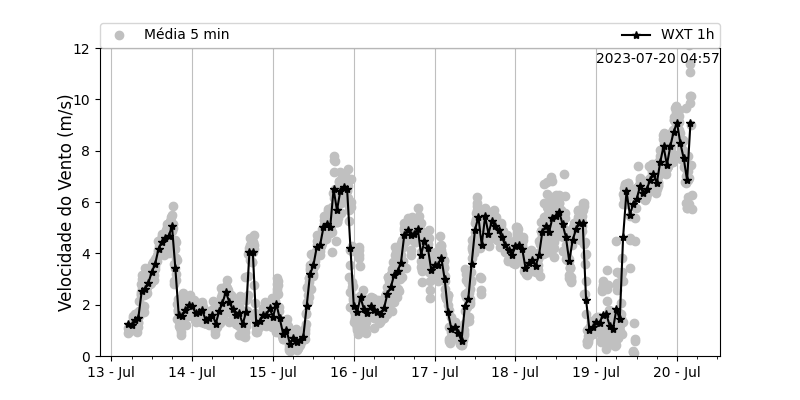 Média 5 min
WXT 1h
2023-07-20 04:57
Velocidade do Vento (m/s)
12
10
8
6
4
2
0
13 - Jul
14 - Jul
15 - Jul
16 - Jul
17 - Jul
18 - Jul
19 - Jul
20 - Jul